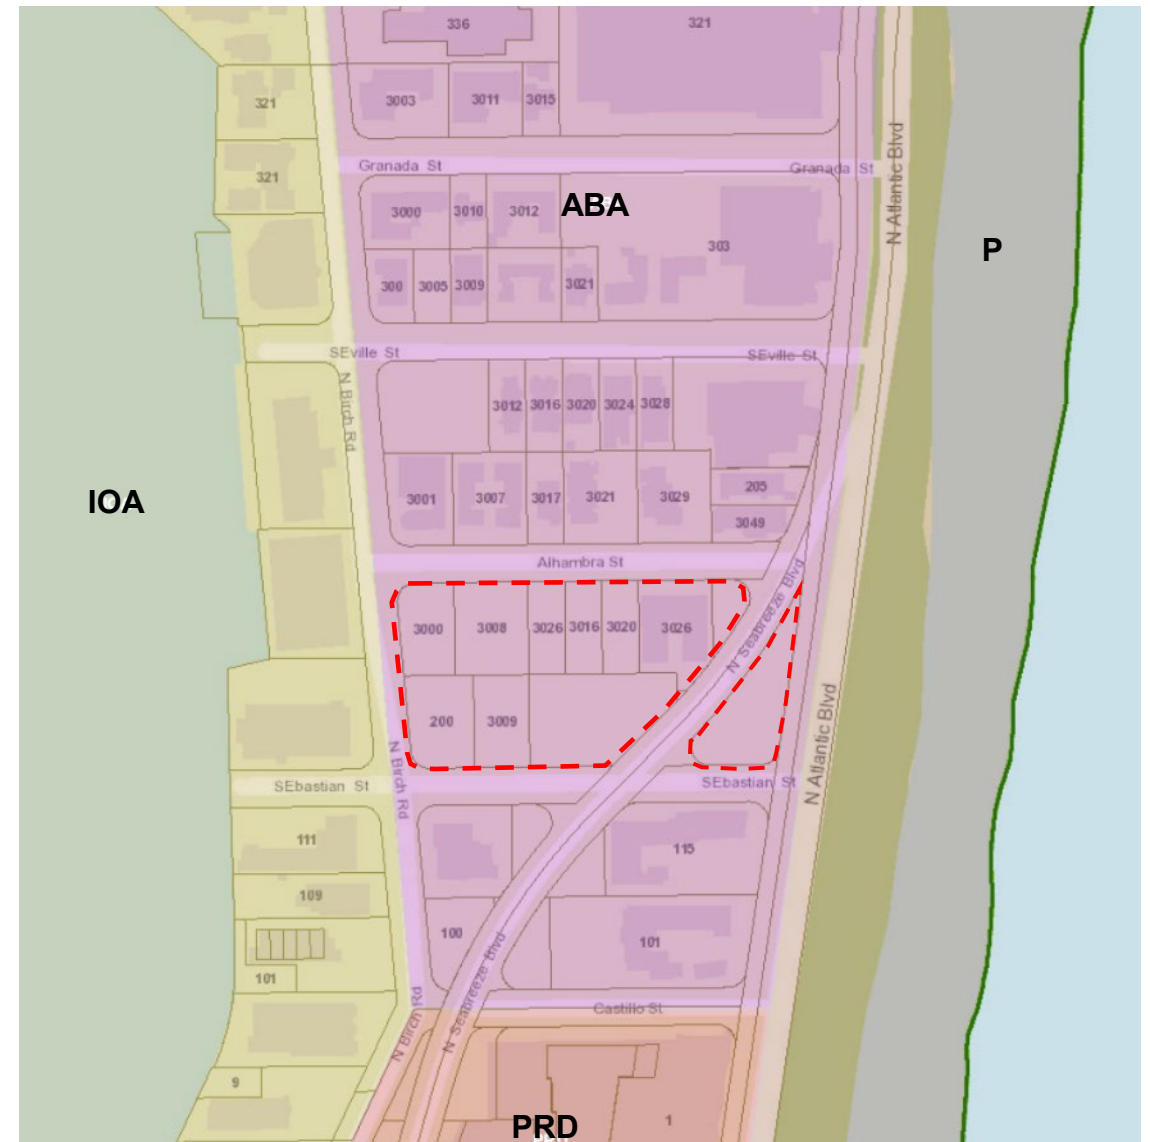 336
321
321
3003
3011
3015
N Atlantic Blvd
Granada St
Granada St
321
3000
3010
3012
ABA
303
P
300
3005
3009
3021
SEville St
SEville St
N Birch Rd
3012
3016
3020
3024
3028
IOA
3001
3007
3017
3021
3029
205
3049
Alhambra St
N Seabreeze Blvd
3000
3008
3026
3016
3020
3026
200
3009
N Atlantic Blvd
N Birch Rd
SEbastian St
SEbastian St
111
115
109
100
101
N Seabreeze Blvd
101
Castillo St
N Birch Rd
9
PRD
1